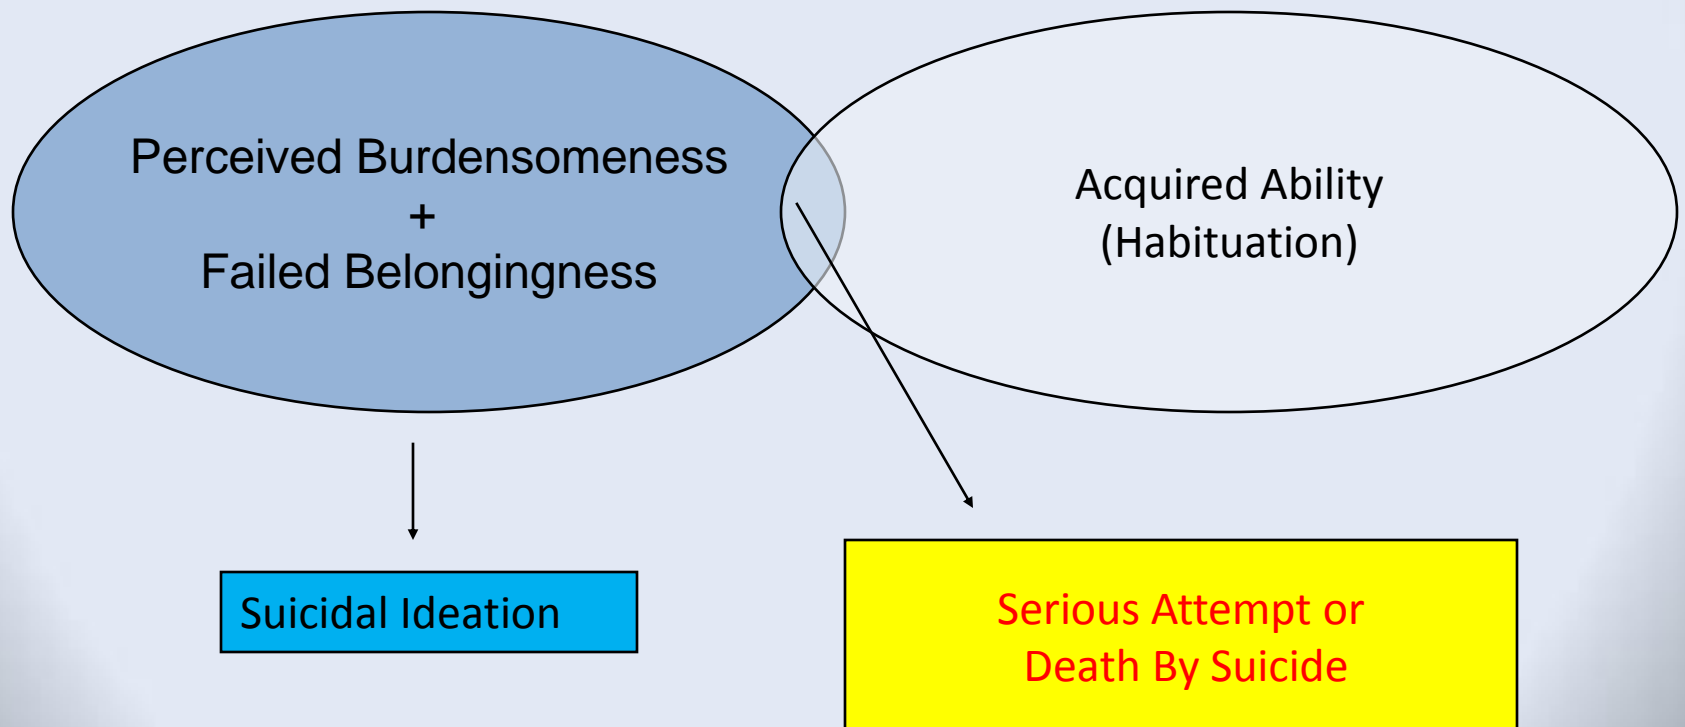 Perceived Burdensomeness
+
Failed Belongingness
Acquired Ability
(Habituation)
Suicidal Ideation
Serious Attempt or
Death By Suicide